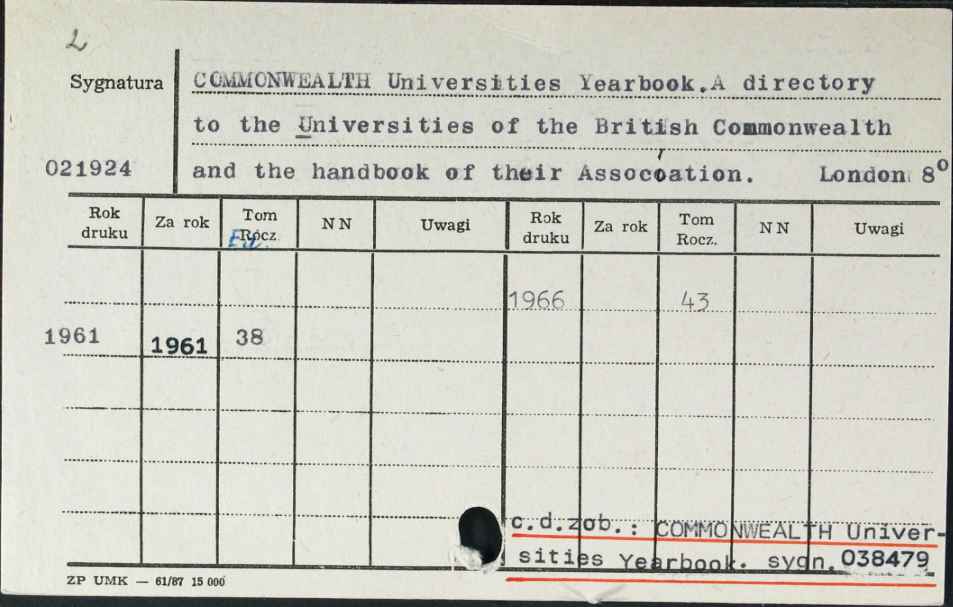 2
Sygnatura COMMONWEALTH Universities Yearbook.A directory
to the Universities of the British Commonwealth
021924 and the handbook of their Assocoation. London 8°
Rok druku Za rok Tom Rocz. NN Uwagi Rok druku Za rok Tom Rocz. NN Uwagi
Ed.
1966 43
1961 1961 38
c.d.zob.: COMMONWEALTH Univer-
sities Yearbook. sygn. 038479
ZP UMK — 61/87 15 000